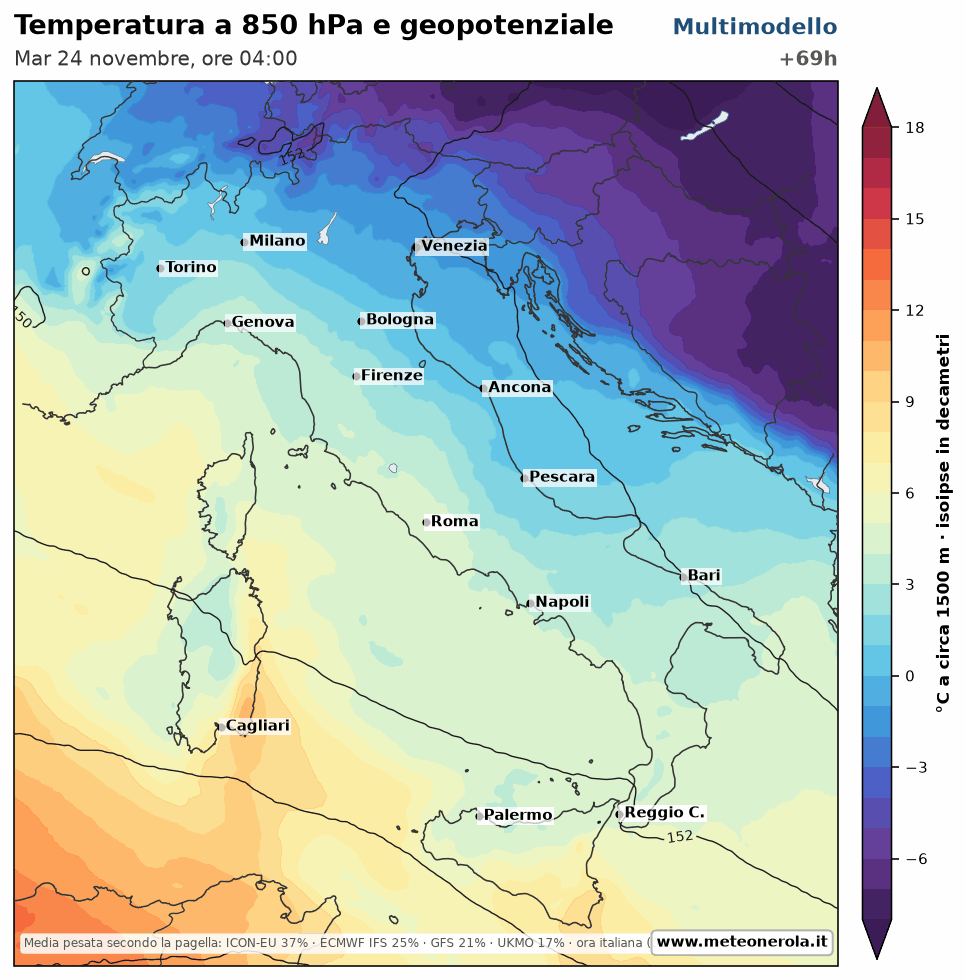 Temperatura a 850 hPa e geopotenziale
Multimodello
Mar 24 novembre, ore 04:00
+69h
152
Milano
Venezia
Torino
150
Genova
Bologna
Firenze
Ancona
Pescara
Roma
Bari
Napoli
Cagliari
Palermo
Reggio C.
152
Media pesata secondo la pagella: ICON-EU 37% · ECMWF IFS 25% · GFS 21% · UKMO 17% · ora italiana (
www.meteonerola.it
18
15
12
9
6
3
0
−3
−6
°C a circa 1500 m · isoipse in decametri